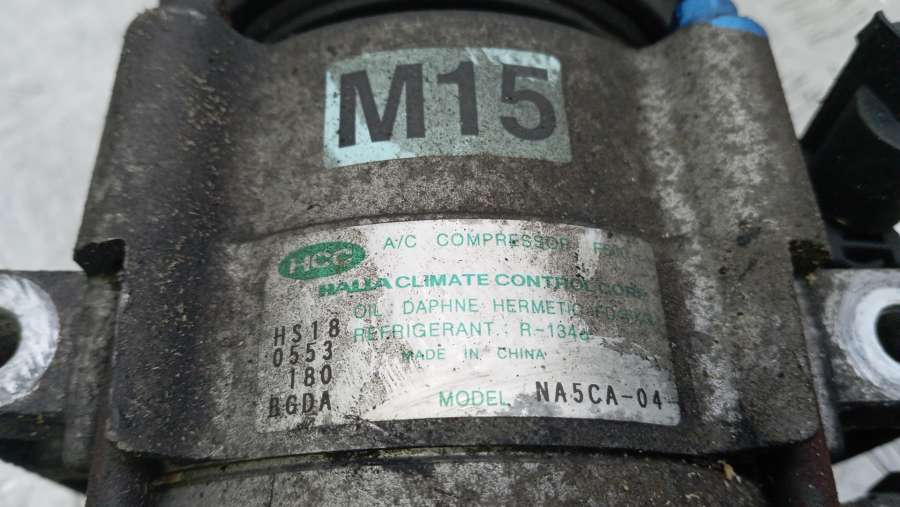 M15
HCC
A/C COMPRESSOR
HALLA CLIMATE CONTROL CORP.
OIL DAPHNE HERMETIC
REFRIGERANT : R-134a
MADE IN CHINA
HS18
0553
180
BGDA
MODEL NA5CA-04